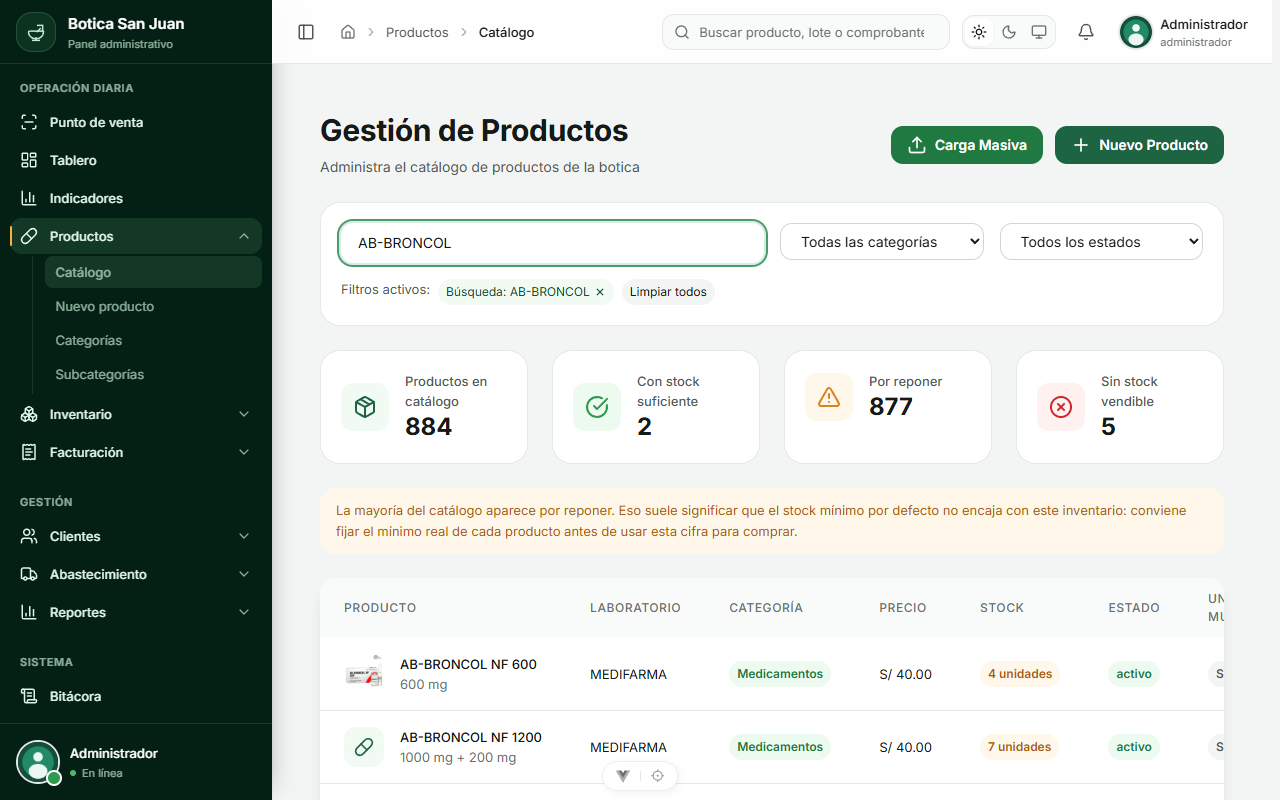 Botica San Juan
Panel administrativo
OPERACIÓN DIARIA
Punto de venta
Tablero
Indicadores
Productos
Catálogo
Nuevo producto
Categorías
Subcategorías
Inventario
Facturación
GESTIÓN
Clientes
Abastecimiento
Reportes
SISTEMA
Bitácora
Administrador
En línea
Productos
Catálogo
Buscar producto, lote o comprobante
Administrador
administrador
Gestión de Productos
Administra el catálogo de productos de la botica
Carga Masiva
Nuevo Producto
AB-BRONCOL
Todas las categorías
Todos los estados
Filtros activos:
Búsqueda: AB-BRONCOL ×
Limpiar todos
Productos en
catálogo
884
Con stock
suficiente
2
Por reponer
877
Sin stock
vendible
5
La mayoría del catálogo aparece por reponer. Eso suele significar que el stock mínimo por defecto no encaja con este inventario: conviene
fijar el mínimo real de cada producto antes de usar esta cifra para comprar.
PRODUCTO LABORATORIO CATEGORÍA PRECIO STOCK ESTADO
AB-BRONCOL NF 600
600 mg
MEDIFARMA
Medicamentos
S/ 40.00
4 unidades
activo
AB-BRONCOL NF 1200
1000 mg + 200 mg
MEDIFARMA
Medicamentos
S/ 40.00
7 unidades
activo